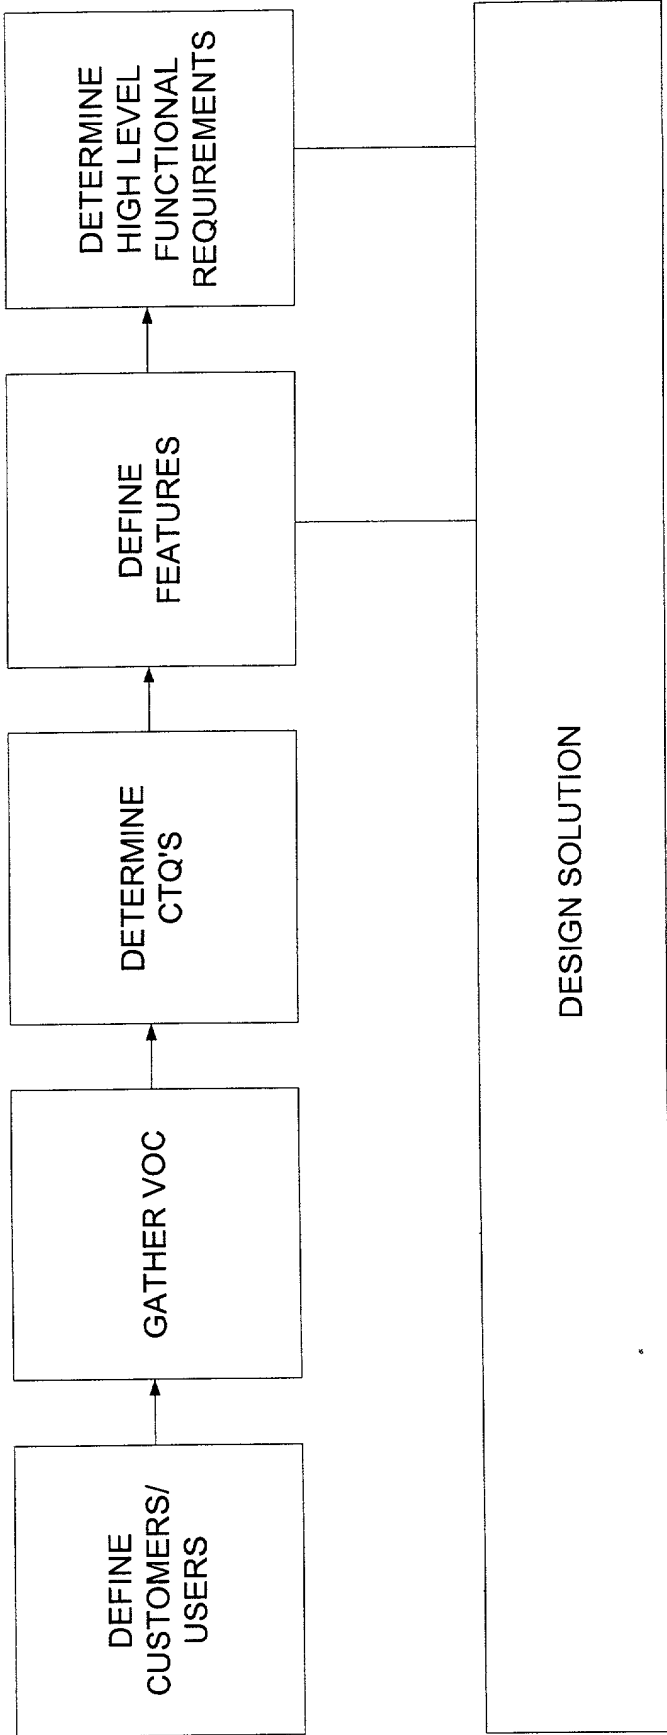 DEFINE
CUSTOMERS/
USERS
GATHER VOC
DETERMINE
CTQ'S
DEFINE
FEATURES
DETERMINE
HIGH LEVEL
FUNCTIONAL
REQUIREMENTS
DESIGN SOLUTION